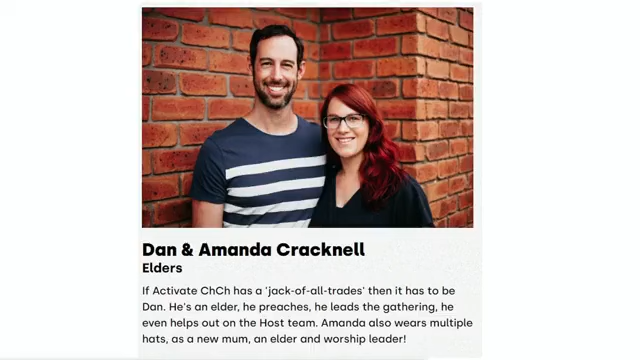 Dan & Amanda Cracknell
Elders
If Activate ChCh has a 'jack-of-all-trades' then it has to be
Dan. He's an elder, he preaches, he leads the gathering, he
even helps out on the Host team. Amanda also wears multiple
hats, as a new mum, an elder and worship leader!